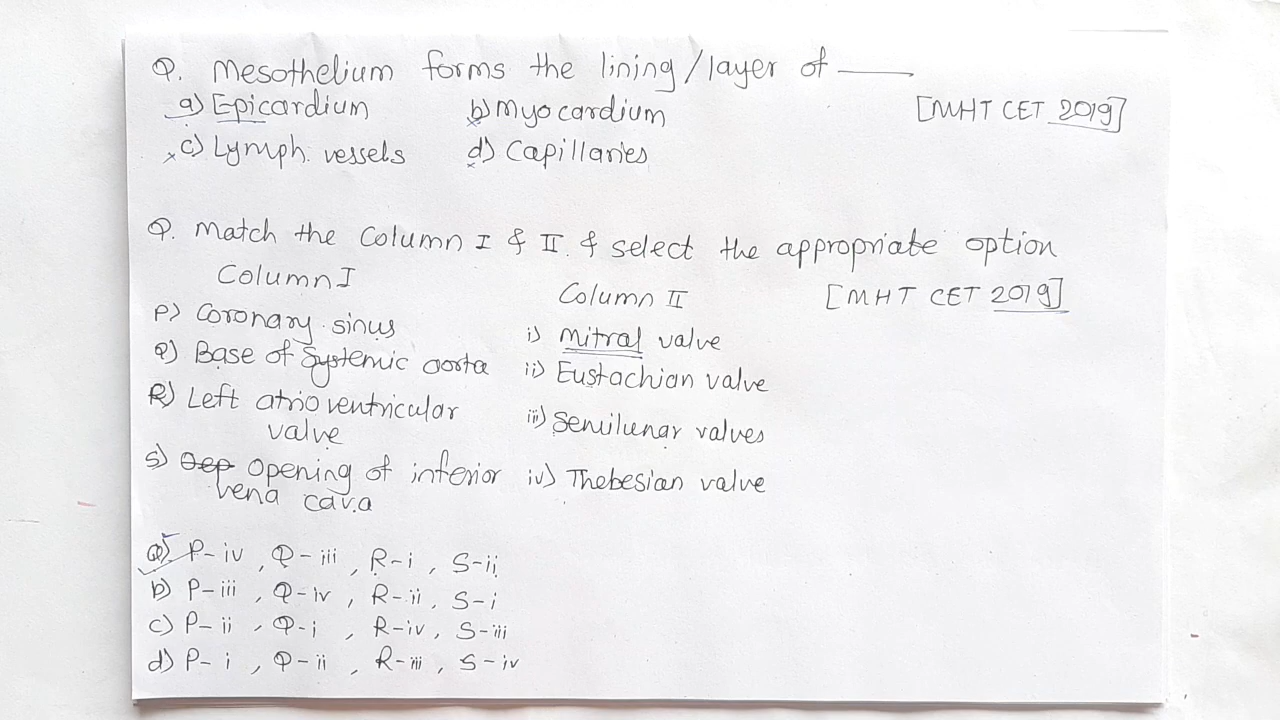 Q. Mesothelium forms the lining/layer of ———
a) Epicardium b) Myocardium [MHT CET 2019]
c) Lymph. vessels d) Capillaries
Q. Match the Column I & II. & select the appropriate option
Column I Column II [MHT CET 2019]
P) Coronary sinus i) Mitral valve
Q) Base of Systemic aorta ii) Eustachian valve
R) Left atrioventricular iii) Semilunar valves
valve
S) Opening of inferior iv) Thebesian valve
vena cava
a) P-iv, Q-iii, R-i, S-ii
b) P-iii, Q-iv, R-ii, S-i
c) P-ii, Q-i, R-iv, S-iii
d) P-i, Q-ii, R-iii, S-iv